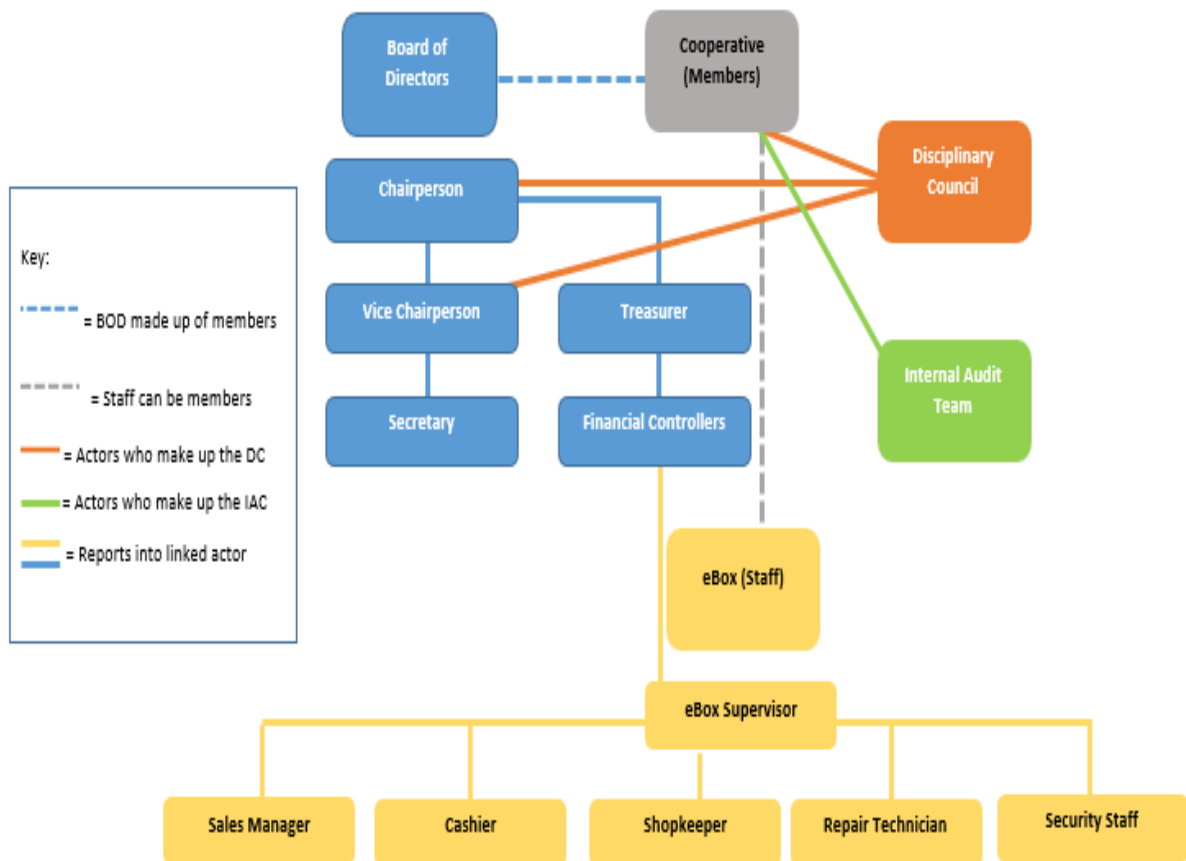 Board of
Directors
Cooperative
(Members)
Disciplinary
Council
Chairperson
Key:
= BOD made up of members
= Staff can be members
= Actors who make up the DC
= Actors who make up the IAC
= Reports into linked actor
Vice Chairperson
Treasurer
Internal Audit
Team
Secretary
Financial Controllers
eBox (Staff)
eBox Supervisor
Sales Manager
Cashier
Shopkeeper
Repair Technician
Security Staff